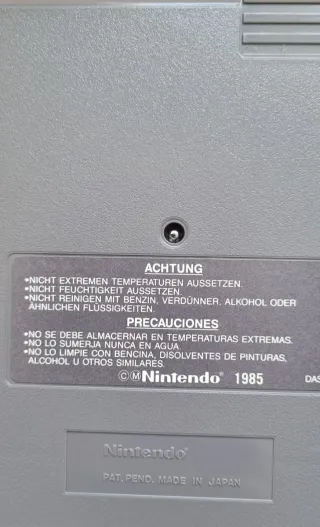 ACHTUNG
*NICHT EXTREMEN TEMPERATUREN AUSSETZEN.
*NICHT FEUCHTIGKEIT AUSSETZEN.
*NICHT REINIGEN MIT BENZIN, VERDÜNNER, ALKOHOL ODER
ÄHNLICHEN FLÜSSIGKEITEN.
PRECAUCIONES
*NO SE DEBE ALMACERNAR EN TEMPERATURAS EXTREMAS.
*NO LO SUMERJA NUNCA EN AGUA.
*NO LO LIMPIE CON BENCINA, DISOLVENTES DE PINTURAS,
ALCOHOL U OTROS SIMILARES.
©Ⓜ Nintendo® 1985 DAS
Nintendo®
PAT. PEND. MADE IN JAPAN